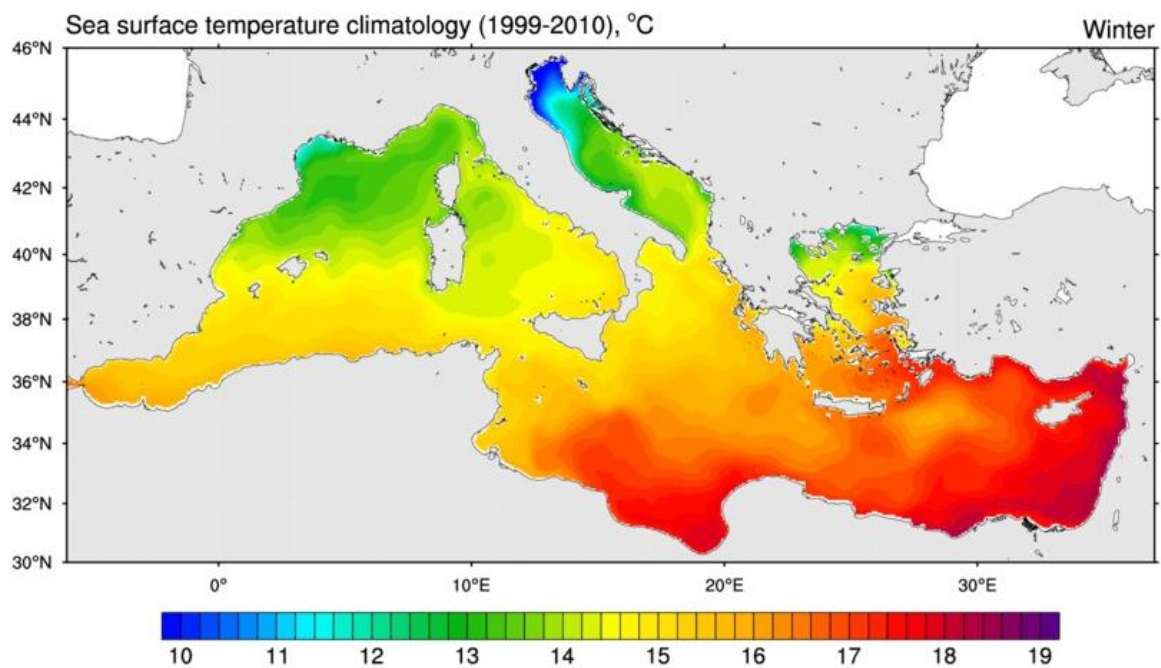 Sea surface temperature climatology (1999-2010), °C
Winter
46°N
44°N
42°N
40°N
38°N
36°N
34°N
32°N
30°N
0°
10°E
20°E
30°E
10 11 12 13 14 15 16 17 18 19